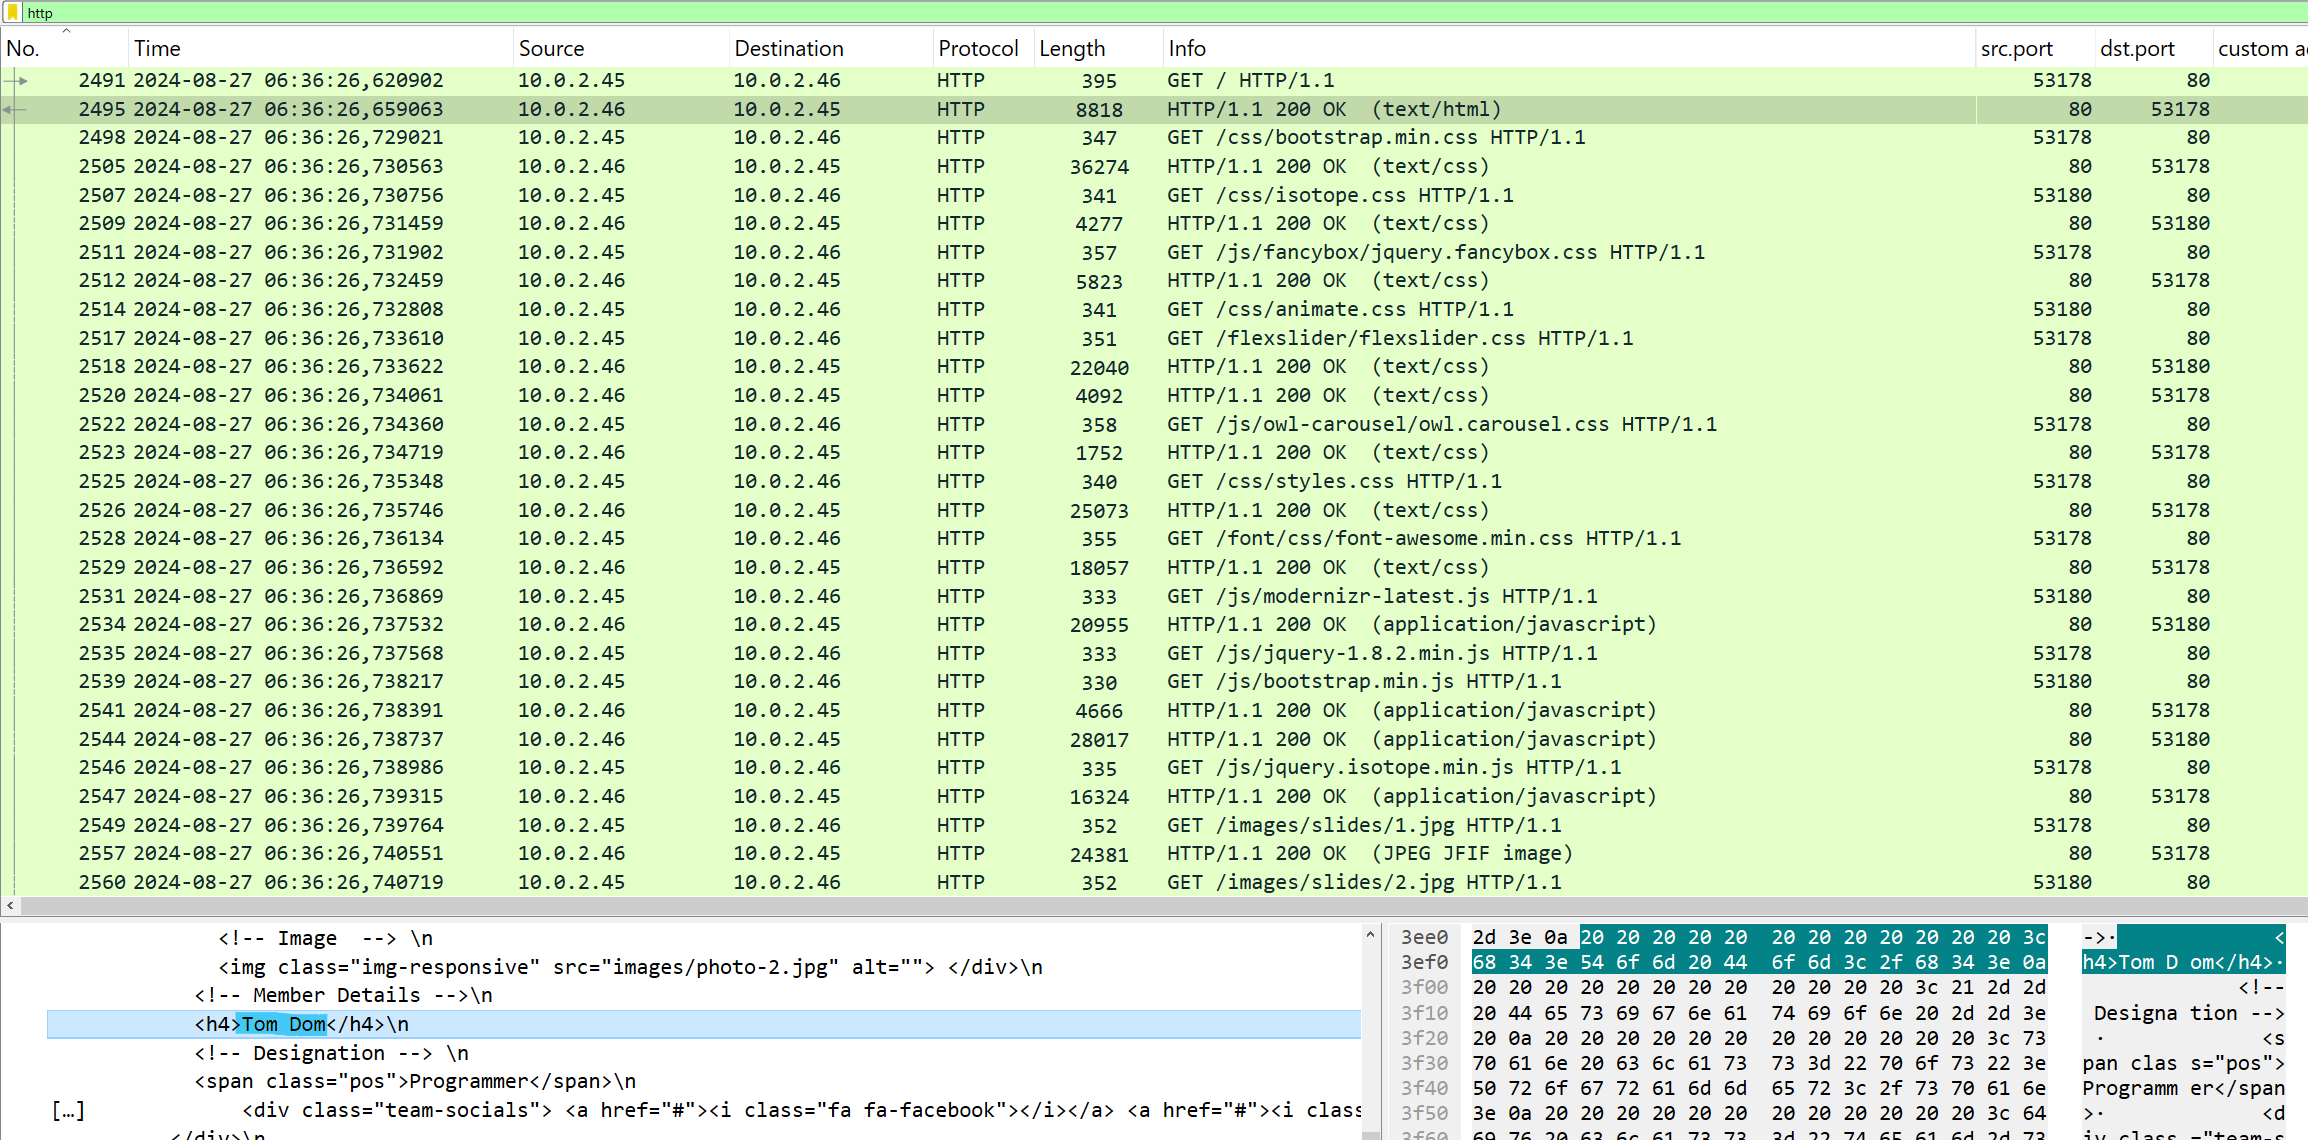 http
No. Time Source Destination Protocol Length Info src.port dst.port custom a
2491 2024-08-27 06:36:26,620902 10.0.2.45 10.0.2.46 HTTP 395 GET / HTTP/1.1 53178 80
2495 2024-08-27 06:36:26,659063 10.0.2.46 10.0.2.45 HTTP 8818 HTTP/1.1 200 OK (text/html) 80 53178
2498 2024-08-27 06:36:26,729021 10.0.2.45 10.0.2.46 HTTP 347 GET /css/bootstrap.min.css HTTP/1.1 53178 80
2505 2024-08-27 06:36:26,730563 10.0.2.46 10.0.2.45 HTTP 36274 HTTP/1.1 200 OK (text/css) 80 53178
2507 2024-08-27 06:36:26,730756 10.0.2.45 10.0.2.46 HTTP 341 GET /css/isotope.css HTTP/1.1 53180 80
2509 2024-08-27 06:36:26,731459 10.0.2.46 10.0.2.45 HTTP 4277 HTTP/1.1 200 OK (text/css) 80 53180
2511 2024-08-27 06:36:26,731902 10.0.2.45 10.0.2.46 HTTP 357 GET /js/fancybox/jquery.fancybox.css HTTP/1.1 53178 80
2512 2024-08-27 06:36:26,732459 10.0.2.46 10.0.2.45 HTTP 5823 HTTP/1.1 200 OK (text/css) 80 53178
2514 2024-08-27 06:36:26,732808 10.0.2.45 10.0.2.46 HTTP 341 GET /css/animate.css HTTP/1.1 53180 80
2517 2024-08-27 06:36:26,733610 10.0.2.45 10.0.2.46 HTTP 351 GET /flexslider/flexslider.css HTTP/1.1 53178 80
2518 2024-08-27 06:36:26,733622 10.0.2.46 10.0.2.45 HTTP 22040 HTTP/1.1 200 OK (text/css) 80 53180
2520 2024-08-27 06:36:26,734061 10.0.2.46 10.0.2.45 HTTP 4092 HTTP/1.1 200 OK (text/css) 80 53178
2522 2024-08-27 06:36:26,734360 10.0.2.45 10.0.2.46 HTTP 358 GET /js/owl-carousel/owl.carousel.css HTTP/1.1 53178 80
2523 2024-08-27 06:36:26,734719 10.0.2.46 10.0.2.45 HTTP 1752 HTTP/1.1 200 OK (text/css) 80 53178
2525 2024-08-27 06:36:26,735348 10.0.2.45 10.0.2.46 HTTP 340 GET /css/styles.css HTTP/1.1 53178 80
2526 2024-08-27 06:36:26,735746 10.0.2.46 10.0.2.45 HTTP 25073 HTTP/1.1 200 OK (text/css) 80 53178
2528 2024-08-27 06:36:26,736134 10.0.2.45 10.0.2.46 HTTP 355 GET /font/css/font-awesome.min.css HTTP/1.1 53178 80
2529 2024-08-27 06:36:26,736592 10.0.2.46 10.0.2.45 HTTP 18057 HTTP/1.1 200 OK (text/css) 80 53178
2531 2024-08-27 06:36:26,736869 10.0.2.45 10.0.2.46 HTTP 333 GET /js/modernizr-latest.js HTTP/1.1 53180 80
2534 2024-08-27 06:36:26,737532 10.0.2.46 10.0.2.45 HTTP 20955 HTTP/1.1 200 OK (application/javascript) 80 53180
2535 2024-08-27 06:36:26,737568 10.0.2.45 10.0.2.46 HTTP 333 GET /js/jquery-1.8.2.min.js HTTP/1.1 53178 80
2539 2024-08-27 06:36:26,738217 10.0.2.45 10.0.2.46 HTTP 330 GET /js/bootstrap.min.js HTTP/1.1 53180 80
2541 2024-08-27 06:36:26,738391 10.0.2.46 10.0.2.45 HTTP 4666 HTTP/1.1 200 OK (application/javascript) 80 53178
2544 2024-08-27 06:36:26,738737 10.0.2.46 10.0.2.45 HTTP 28017 HTTP/1.1 200 OK (application/javascript) 80 53180
2546 2024-08-27 06:36:26,738986 10.0.2.45 10.0.2.46 HTTP 335 GET /js/jquery.isotope.min.js HTTP/1.1 53178 80
2547 2024-08-27 06:36:26,739315 10.0.2.46 10.0.2.45 HTTP 16324 HTTP/1.1 200 OK (application/javascript) 80 53178
2549 2024-08-27 06:36:26,739764 10.0.2.45 10.0.2.46 HTTP 352 GET /images/slides/1.jpg HTTP/1.1 53178 80
2557 2024-08-27 06:36:26,740551 10.0.2.46 10.0.2.45 HTTP 24381 HTTP/1.1 200 OK (JPEG JFIF image) 80 53178
2560 2024-08-27 06:36:26,740719 10.0.2.45 10.0.2.46 HTTP 352 GET /images/slides/2.jpg HTTP/1.1 53180 80
<!-- Image --> \n
<img class="img-responsive" src="images/photo-2.jpg" alt=""> </div>\n
<!-- Member Details -->\n
<h4>Tom Dom</h4>\n
<!-- Designation --> \n
<span class="pos">Programmer</span>\n
[…] <div class="team-socials"> <a href="#"><i class="fa fa-facebook"></i></a> <a href="#"><i clas
</div>\n
3ee0 2d 3e 0a 20 20 20 20 20 20 20 20 20 20 20 20 3c ->· <
3ef0 68 34 3e 54 6f 6d 20 44 6f 6d 3c 2f 68 34 3e 0a h4>Tom D om</h4>·
3f00 20 20 20 20 20 20 20 20 20 20 20 20 3c 21 2d 2d <!--
3f10 20 44 65 73 69 67 6e 61 74 69 6f 6e 20 2d 2d 3e Designa tion -->
3f20 20 0a 20 20 20 20 20 20 20 20 20 20 20 20 3c 73 · <s
3f30 70 61 6e 20 63 6c 61 73 73 3d 22 70 6f 73 22 3e pan clas s="pos">
3f40 50 72 6f 67 72 61 6d 6d 65 72 3c 2f 73 70 61 6e Programm er</span
3f50 3e 0a 20 20 20 20 20 20 20 20 20 20 20 20 3c 64 >· <d
3f60 69 76 20 63 6c 61 73 73 3d 22 74 65 61 6d 2d 73 iv class ="team-s